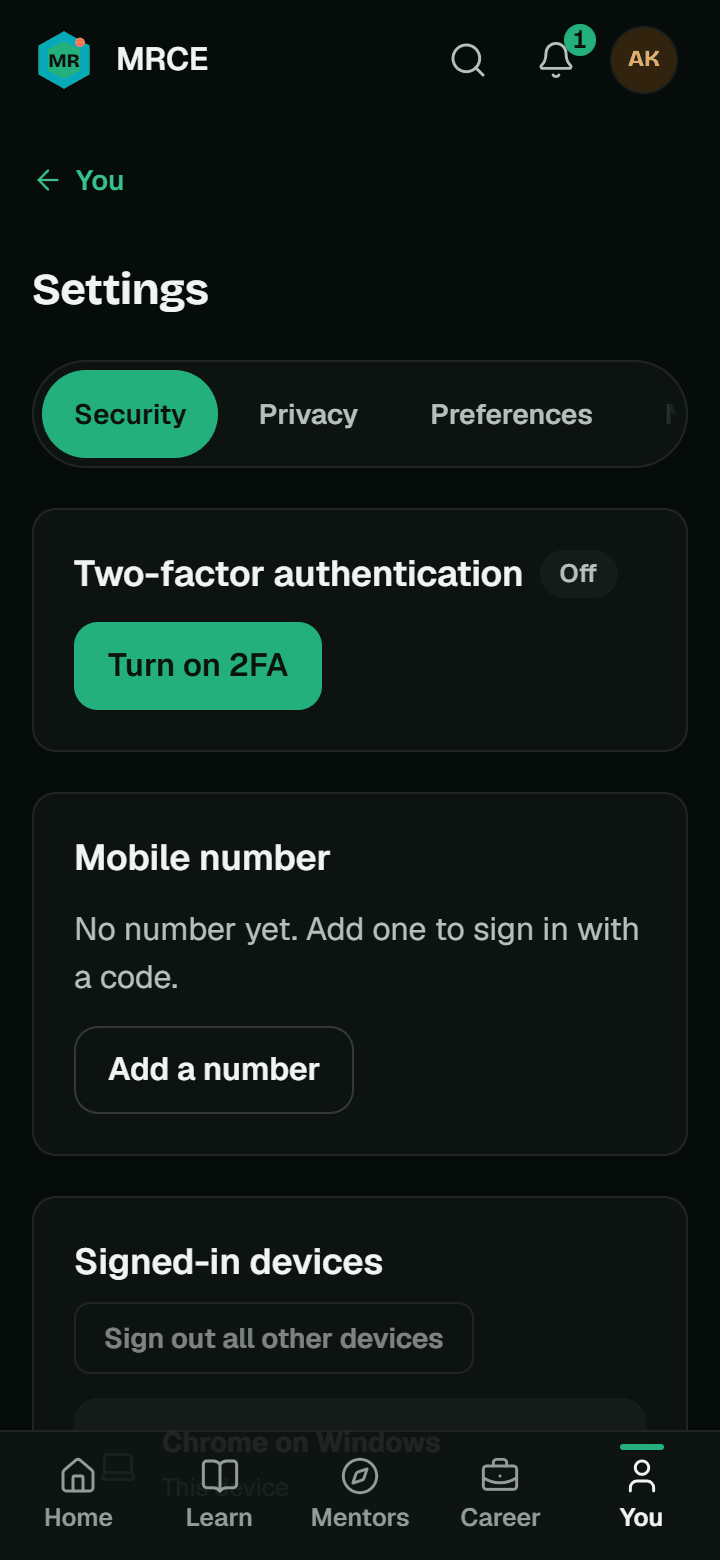 MR MRCE 1 AK
You
Settings
Security Privacy Preferences
Two-factor authentication Off
Turn on 2FA
Mobile number
No number yet. Add one to sign in with
a code.
Add a number
Signed-in devices
Sign out all other devices
Chrome on Windows
This device
Home Learn Mentors Career You